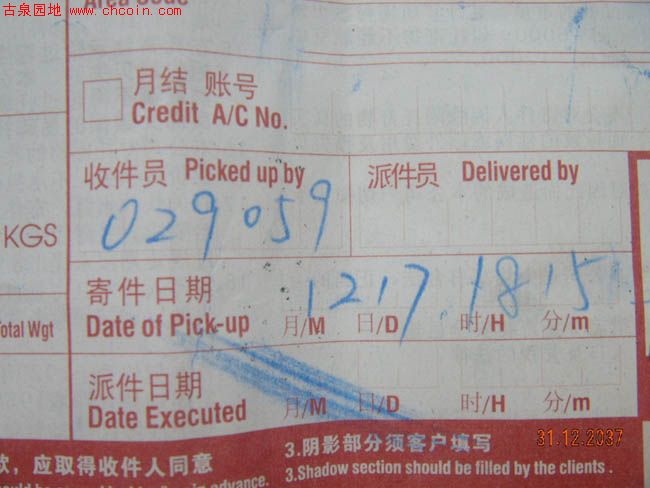 古泉园地
www.chcoin.com
Area Code
月结 账号
Credit A/C No.
收件员 Picked up by
派件员 Delivered by
029059
KGS
寄件日期
1217.1815
Total Wgt
Date of Pick-up
月/M 日/D 时/H 分/m
派件日期
Date Executed
月/M 日/D 时/H 分/m
应取得收件人同意
3.阴影部分须客户填写
31.12.2037
3.Shadow section should be filled by the clients .